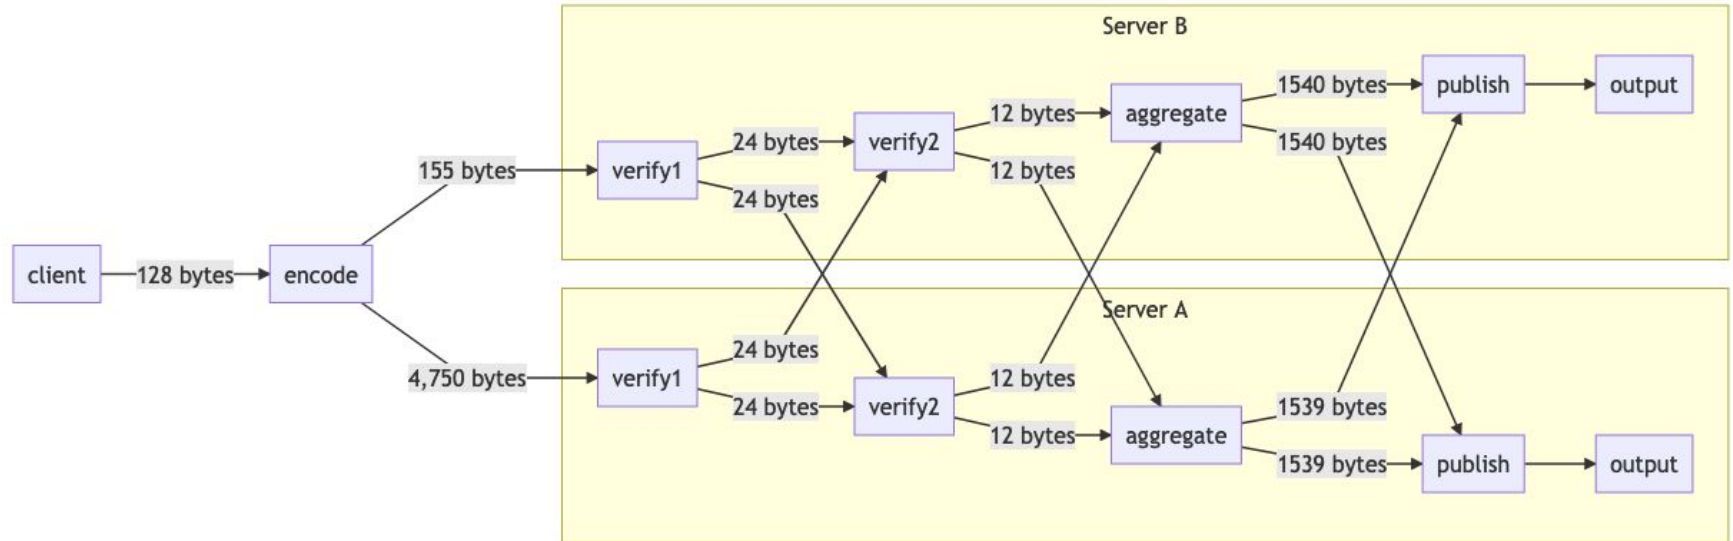 Server B
1540 bytes
publish
output
12 bytes
aggregate
24 bytes
verify2
1540 bytes
155 bytes
verify1
12 bytes
24 bytes
client
128 bytes
encode
Server A
24 bytes
4,750 bytes
verify1
12 bytes
1539 bytes
24 bytes
verify2
12 bytes
aggregate
1539 bytes
publish
output